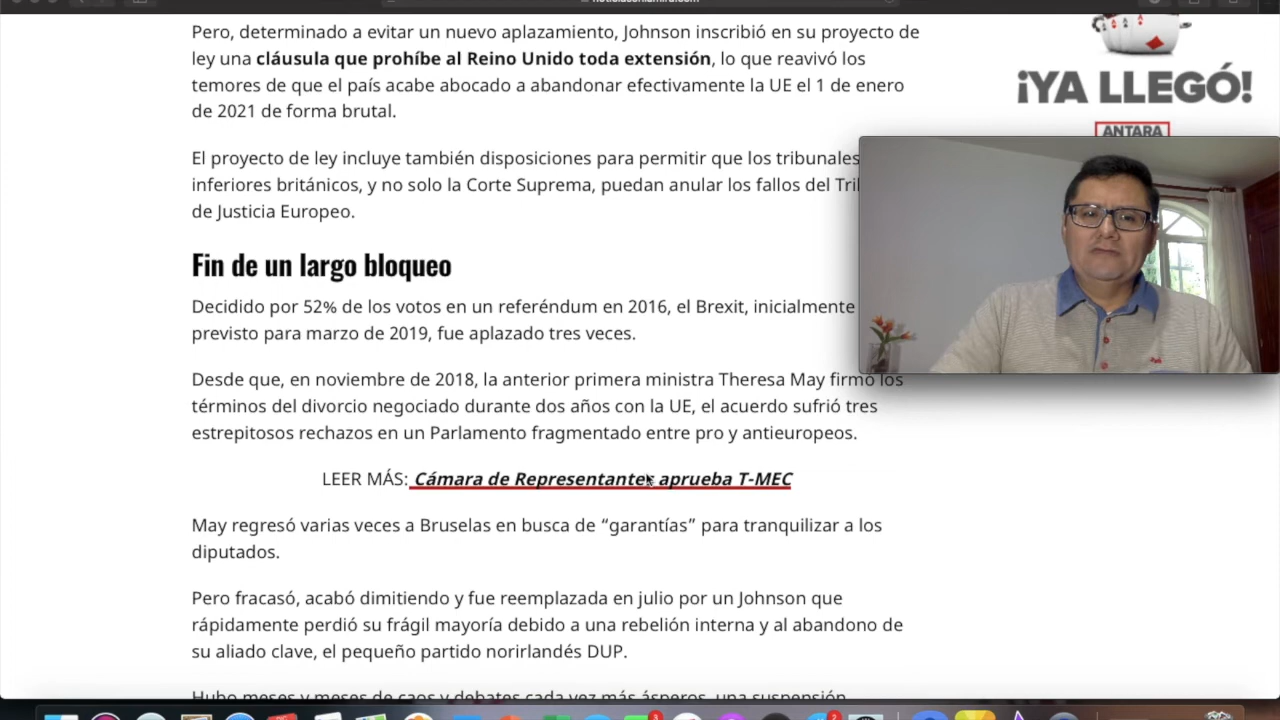 Pero, determinado a evitar un nuevo aplazamiento, Johnson inscribió en su proyecto de
ley una cláusula que prohíbe al Reino Unido toda extensión, lo que reavivó los
temores de que el país acabe abocado a abandonar efectivamente la UE el 1 de enero
de 2021 de forma brutal.
El proyecto de ley incluye también disposiciones para permitir que los tribunales
inferiores británicos, y no solo la Corte Suprema, puedan anular los fallos del
de Justicia Europeo.
Fin de un largo bloqueo
Decidido por 52% de los votos en un referéndum en 2016, el Brexit, inicialmente
previsto para marzo de 2019, fue aplazado tres veces.
Desde que, en noviembre de 2018, la anterior primera ministra Theresa May firmó los
términos del divorcio negociado durante dos años con la UE, el acuerdo sufrió tres
estrepitosos rechazos en un Parlamento fragmentado entre pro y antieuropeos.
LEER MÁS: Cámara de Representantes aprueba T-MEC
May regresó varias veces a Bruselas en busca de “garantías” para tranquilizar a los
diputados.
Pero fracasó, acabó dimitiendo y fue reemplazada en julio por un Johnson que
rápidamente perdió su frágil mayoría debido a una rebelión interna y al abandono de
su aliado clave, el pequeño partido norirlandés DUP.
Hubo meses y meses de caos y debates cada vez más ásperos, una suspensión
¡YA LLEGÓ!
ANTARA